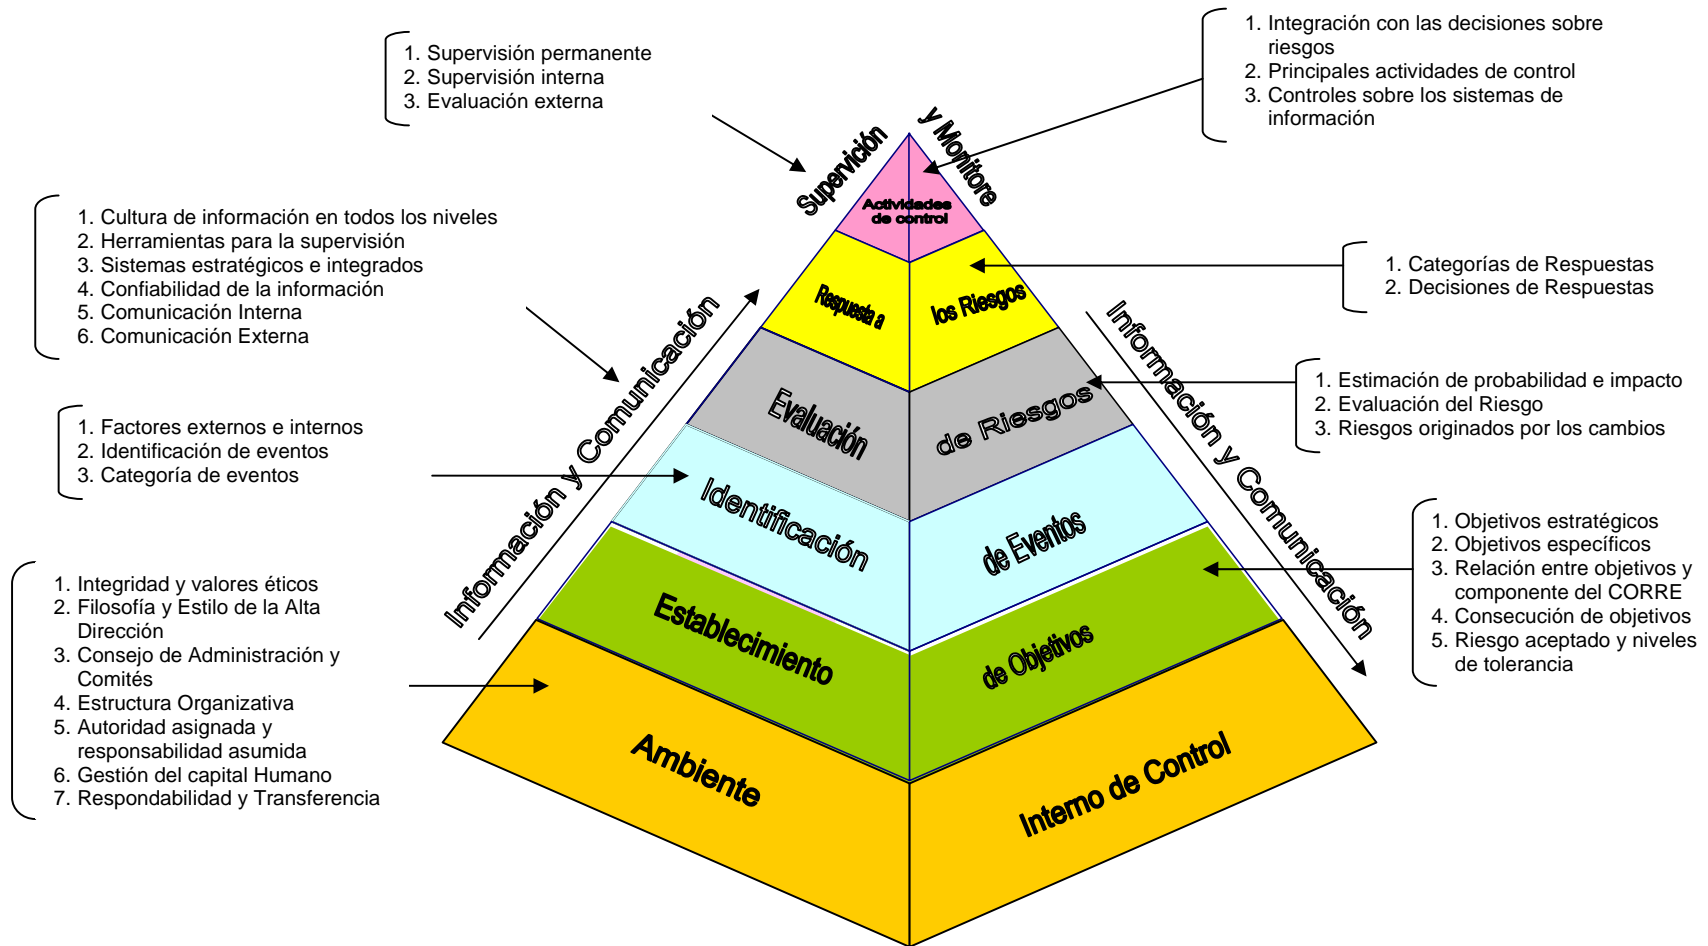 1. Supervisión permanente
2. Supervisión interna
3. Evaluación externa
1. Integración con las decisiones sobre
riesgos
2. Principales actividades de control
3. Controles sobre los sistemas de
información
Supervición
y Monitore
Actividades
de control
1. Cultura de información en todos los niveles
2. Herramientas para la supervisión
3. Sistemas estratégicos e integrados
4. Confiabilidad de la información
5. Comunicación Interna
6. Comunicación Externa
1. Categorías de Respuestas
2. Decisiones de Respuestas
Respuesta a
los Riesgos
Información y Comunicación
Información y Comunicación
1. Estimación de probabilidad e impacto
2. Evaluación del Riesgo
3. Riesgos originados por los cambios
Evaluación
de Riesgos
1. Factores externos e internos
2. Identificación de eventos
3. Categoría de eventos
Identificación
de Eventos
1. Objetivos estratégicos
2. Objetivos específicos
3. Relación entre objetivos y
componente del CORRE
4. Consecución de objetivos
5. Riesgo aceptado y niveles
de tolerancia
Establecimiento
de Objetivos
1. Integridad y valores éticos
2. Filosofía y Estilo de la Alta
Dirección
3. Consejo de Administración y
Comités
4. Estructura Organizativa
5. Autoridad asignada y
responsabilidad asumida
6. Gestión del capital Humano
7. Respondabilidad y Transferencia
Ambiente
Interno de Control